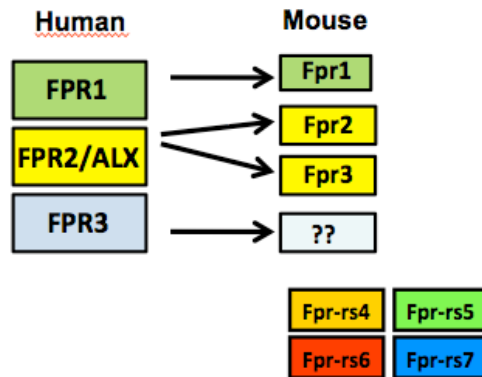 Human Mouse
FPR1 Fpr1
FPR2/ALX Fpr2
Fpr3
FPR3 ??
Fpr-rs4 Fpr-rs5
Fpr-rs6 Fpr-rs7